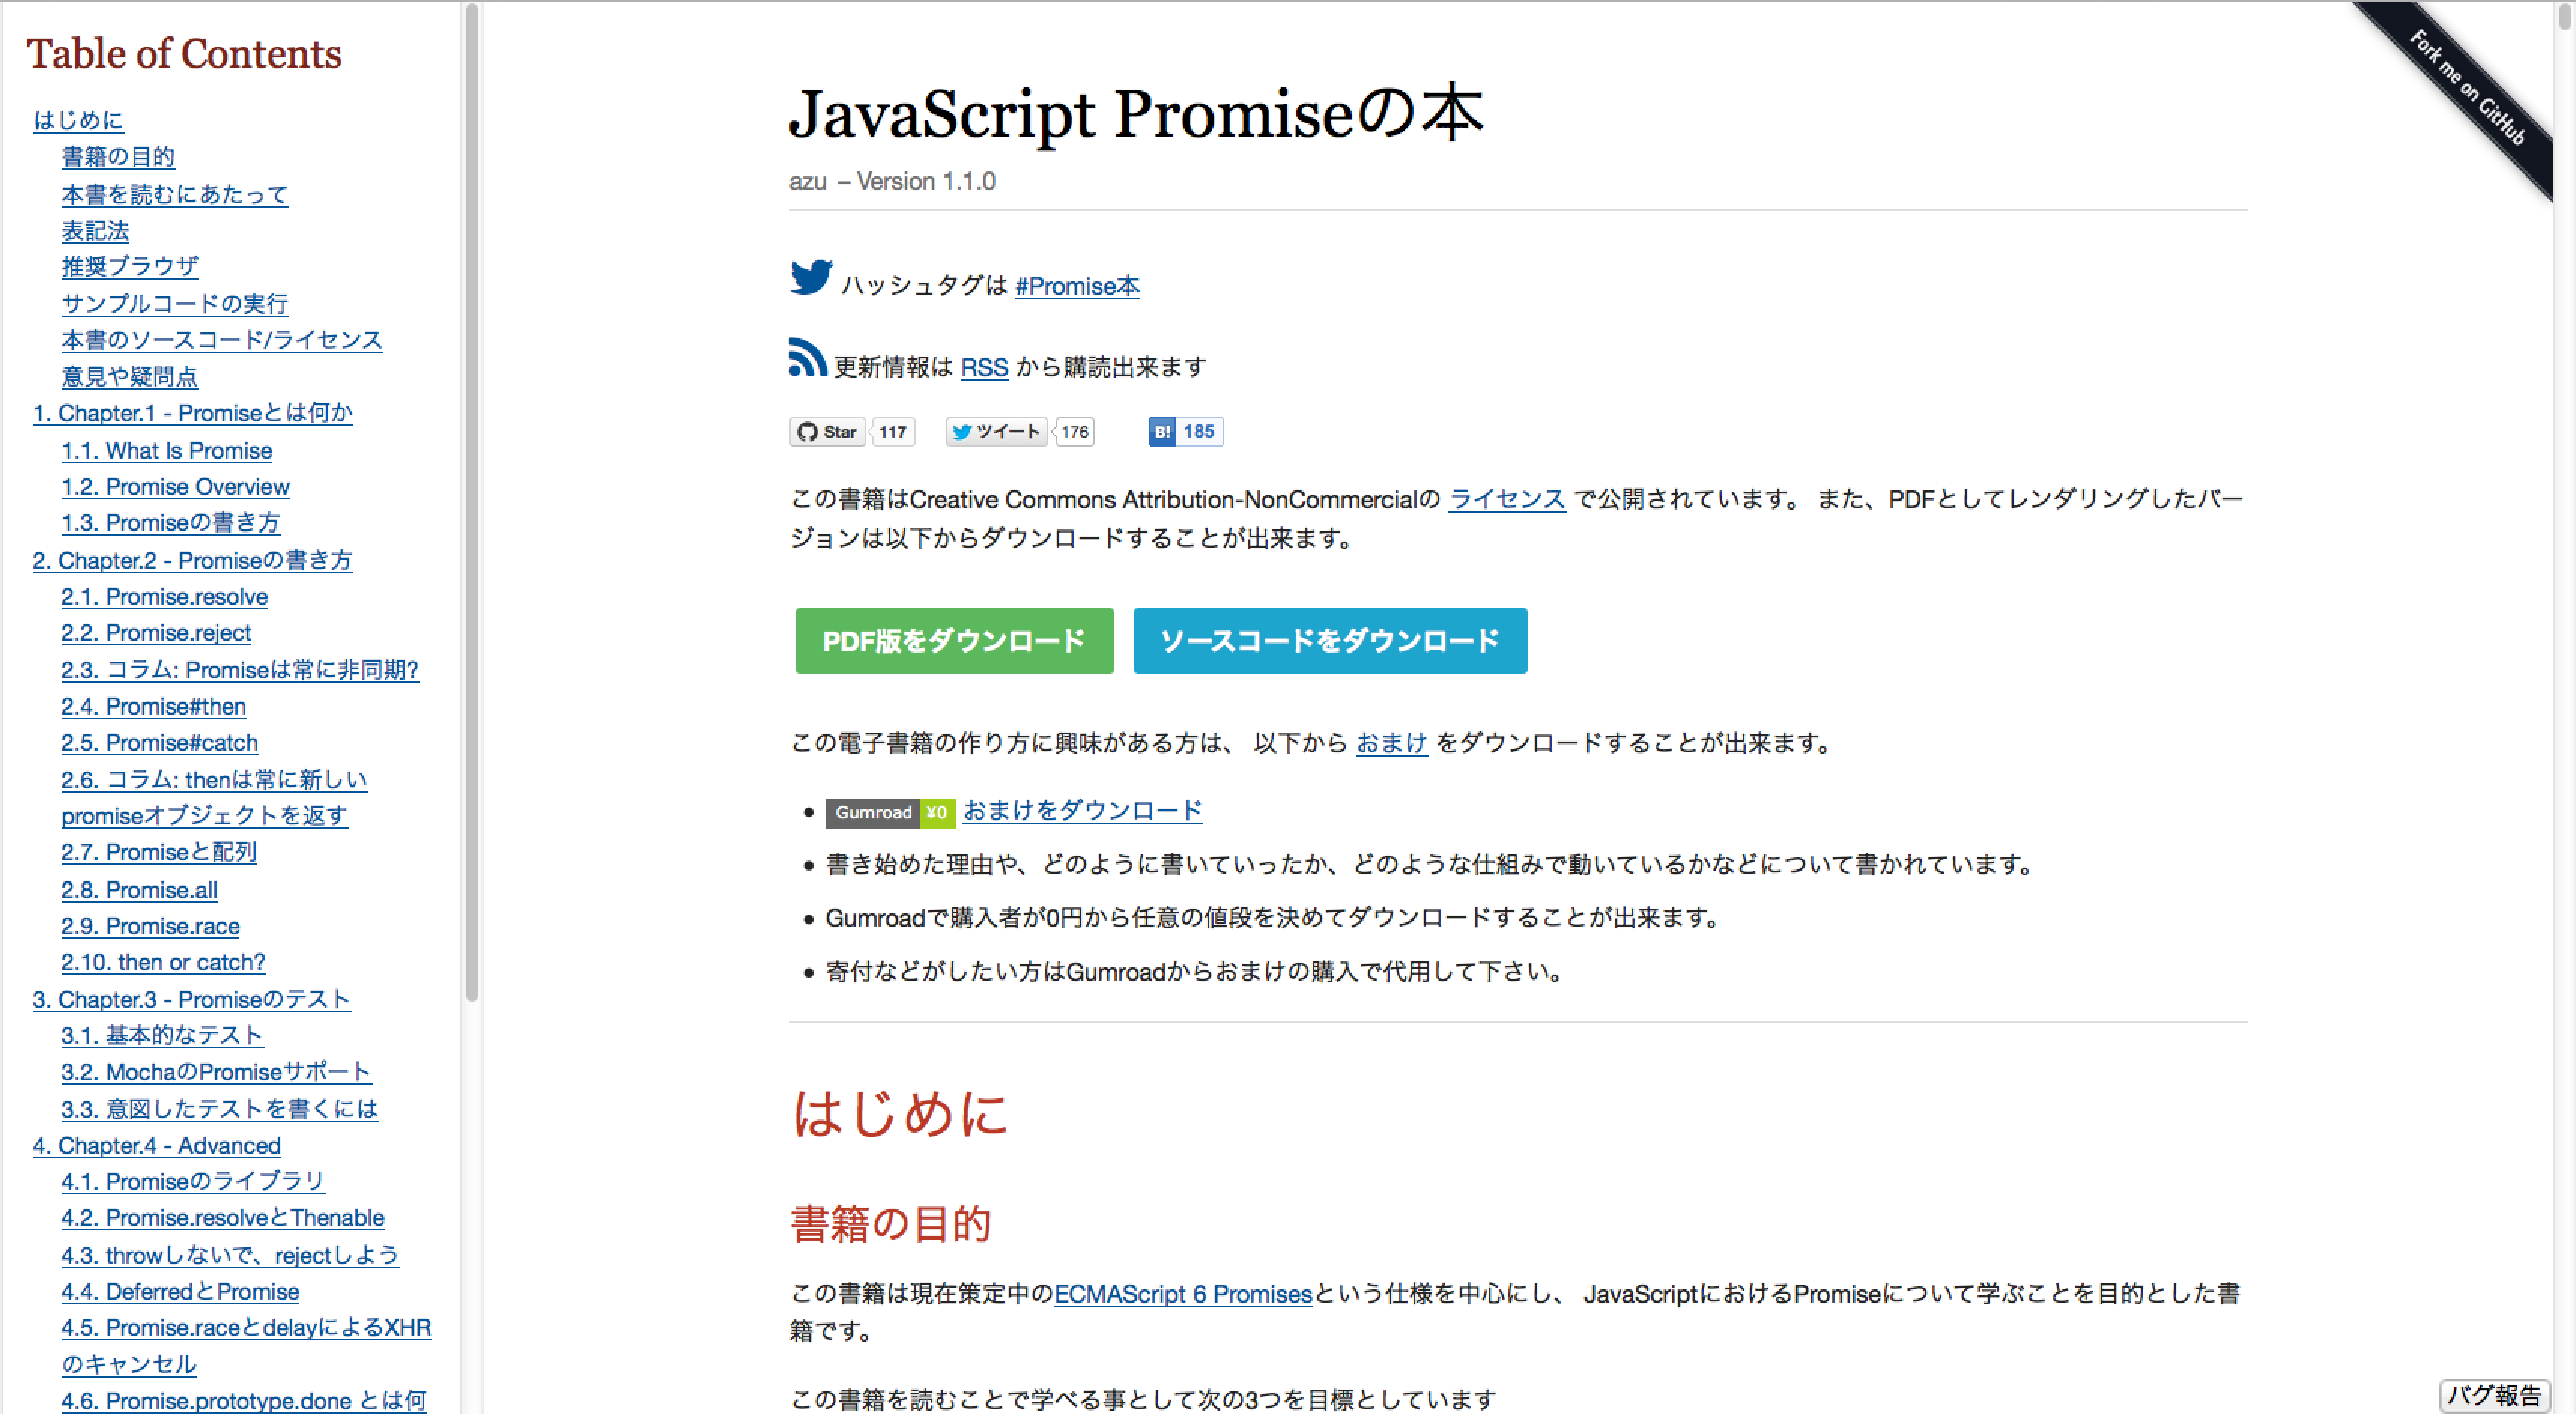 Table of Contents
はじめに
書籍の目的
本書を読むにあたって
表記法
推奨ブラウザ
サンプルコードの実行
本書のソースコード/ライセンス
意見や疑問点
1. Chapter.1 - Promiseとは何か
1.1. What Is Promise
1.2. Promise Overview
1.3. Promiseの書き方
2. Chapter.2 - Promiseの書き方
2.1. Promise.resolve
2.2. Promise.reject
2.3. コラム: Promiseは常に非同期?
2.4. Promise#then
2.5. Promise#catch
2.6. コラム: thenは常に新しい
promiseオブジェクトを返す
2.7. Promiseと配列
2.8. Promise.all
2.9. Promise.race
2.10. then or catch?
3. Chapter.3 - Promiseのテスト
3.1. 基本的なテスト
3.2. MochaのPromiseサポート
3.3. 意図したテストを書くには
4. Chapter.4 - Advanced
4.1. Promiseのライブラリ
4.2. Promise.resolveとThenable
4.3. throwしないで、rejectしよう
4.4. DeferredとPromise
4.5. Promise.raceとdelayによるXHR
のキャンセル
4.6. Promise.prototype.done とは何
Fork me on GitHub
JavaScript Promiseの本
azu – Version 1.1.0
ハッシュタグは #Promise本
更新情報は RSS から購読出来ます
Star 117 ツイート 176 B! 185
この書籍はCreative Commons Attribution-NonCommercialの ライセンス で公開されています。 また、PDFとしてレンダリングしたバー
ジョンは以下からダウンロードすることが出来ます。
PDF版をダウンロード ソースコードをダウンロード
この電子書籍の作り方に興味がある方は、 以下から おまけ をダウンロードすることが出来ます。
• Gumroad ¥0 おまけをダウンロード
• 書き始めた理由や、どのように書いていったか、どのような仕組みで動いているかなどについて書かれています。
• Gumroadで購入者が0円から任意の値段を決めてダウンロードすることが出来ます。
• 寄付などがしたい方はGumroadからおまけの購入で代用して下さい。
はじめに
書籍の目的
この書籍は現在策定中のECMAScript 6 Promisesという仕様を中心にし、 JavaScriptにおけるPromiseについて学ぶことを目的とした書
籍です。
この書籍を読むことで学べる事として次の3つを目標としています
バグ報告